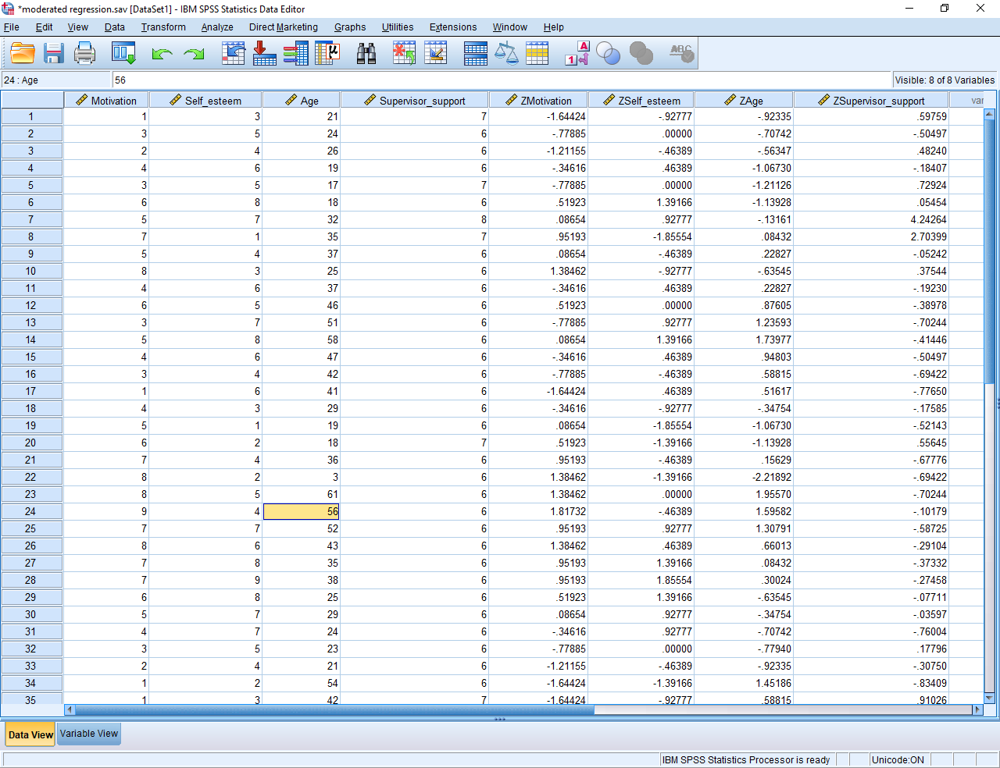 *moderated regression.sav [DataSet1] - IBM SPSS Statistics Data Editor
File Edit View Data Transform Analyze Direct Marketing Graphs Utilities Extensions Window Help
24 : Age 56 Visible: 8 of 8 Variables
Motivation Self_esteem Age Supervisor_support ZMotivation ZSelf_esteem ZAge ZSupervisor_support var
1 1 3 21 7 -1.64424 -.92777 -.92335 .59759
2 3 5 24 6 -.77885 .00000 -.70742 -.50497
3 2 4 26 6 -1.21155 -.46389 -.56347 .48240
4 4 6 19 6 -.34616 .46389 -1.06730 -.18407
5 3 5 17 7 -.77885 .00000 -1.21126 .72924
6 6 8 18 6 .51923 1.39166 -1.13928 .05454
7 5 7 32 8 .08654 .92777 -.13161 4.24264
8 7 1 35 7 .95193 -1.85554 .08432 2.70399
9 5 4 37 6 .08654 -.46389 .22827 -.05242
10 8 3 25 6 1.38462 -.92777 -.63545 .37544
11 4 6 37 6 -.34616 .46389 .22827 -.19230
12 6 5 46 6 .51923 .00000 .87605 -.38978
13 3 7 51 6 -.77885 .92777 1.23593 -.70244
14 5 8 58 6 .08654 1.39166 1.73977 -.41446
15 4 6 47 6 -.34616 .46389 .94803 -.50497
16 3 4 42 6 -.77885 -.46389 .58815 -.69422
17 1 6 41 6 -1.64424 .46389 .51617 -.77650
18 4 3 29 6 -.34616 -.92777 -.34754 -.17585
19 5 1 19 6 .08654 -1.85554 -1.06730 -.52143
20 6 2 18 7 .51923 -1.39166 -1.13928 .55645
21 7 4 36 6 .95193 -.46389 .15629 -.67776
22 8 2 3 6 1.38462 -1.39166 -2.21892 -.69422
23 8 5 61 6 1.38462 .00000 1.95570 -.70244
24 9 4 56 6 1.81732 -.46389 1.59582 -.10179
25 7 7 52 6 .95193 .92777 1.30791 -.58725
26 8 6 43 6 1.38462 .46389 .66013 -.29104
27 7 8 35 6 .95193 1.39166 .08432 -.37332
28 7 9 38 6 .95193 1.85554 .30024 -.27458
29 6 8 25 6 .51923 1.39166 -.63545 -.07711
30 5 7 29 6 .08654 .92777 -.34754 -.03597
31 4 7 24 6 -.34616 .92777 -.70742 -.76004
32 3 5 23 6 -.77885 .00000 -.77940 .17796
33 2 4 21 6 -1.21155 -.46389 -.92335 -.30750
34 1 2 54 6 -1.64424 -1.39166 1.45186 -.83409
35 1 3 42 7 -1.64424 -.92777 .58815 .91026
Data View Variable View
IBM SPSS Statistics Processor is ready Unicode:ON